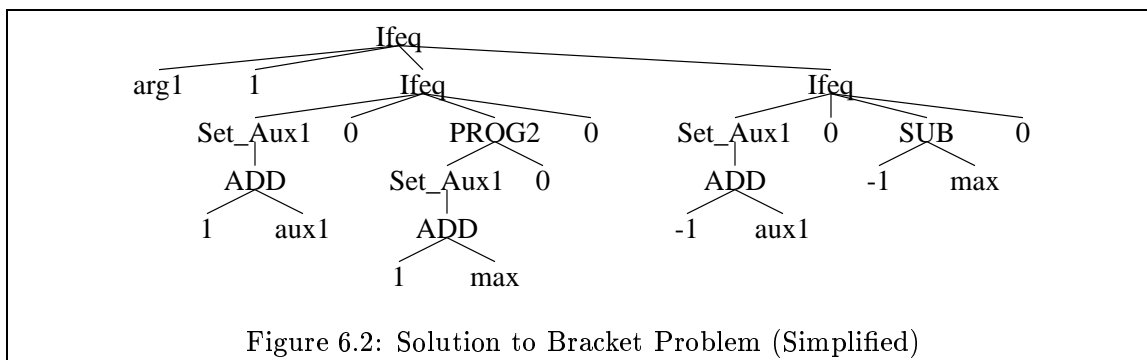 Ifeq
arg1 1 Ifeq Ifeq
Set_Aux1 0 PROG2 0 Set_Aux1 0 SUB 0
ADD Set_Aux1 0 ADD -1 max
1 aux1 ADD -1 aux1
1 max
Figure 6.2: Solution to Bracket Problem (Simplified)